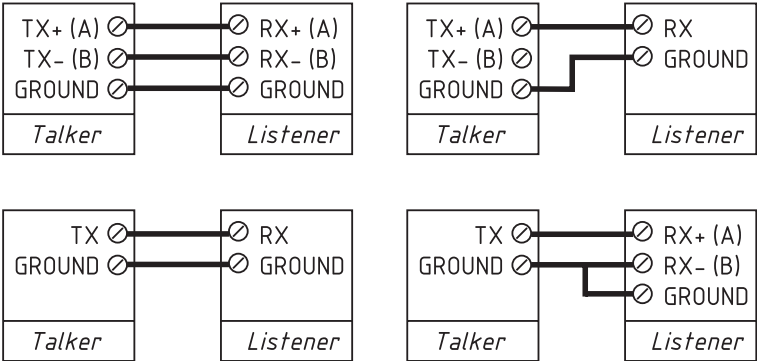 TX+ (A)
TX– (B)
GROUND
Talker
RX+ (A)
RX– (B)
GROUND
Listener
TX+ (A)
TX– (B)
GROUND
Talker
RX
GROUND
Listener
TX
GROUND
Talker
RX
GROUND
Listener
TX
GROUND
Talker
RX+ (A)
RX– (B)
GROUND
Listener